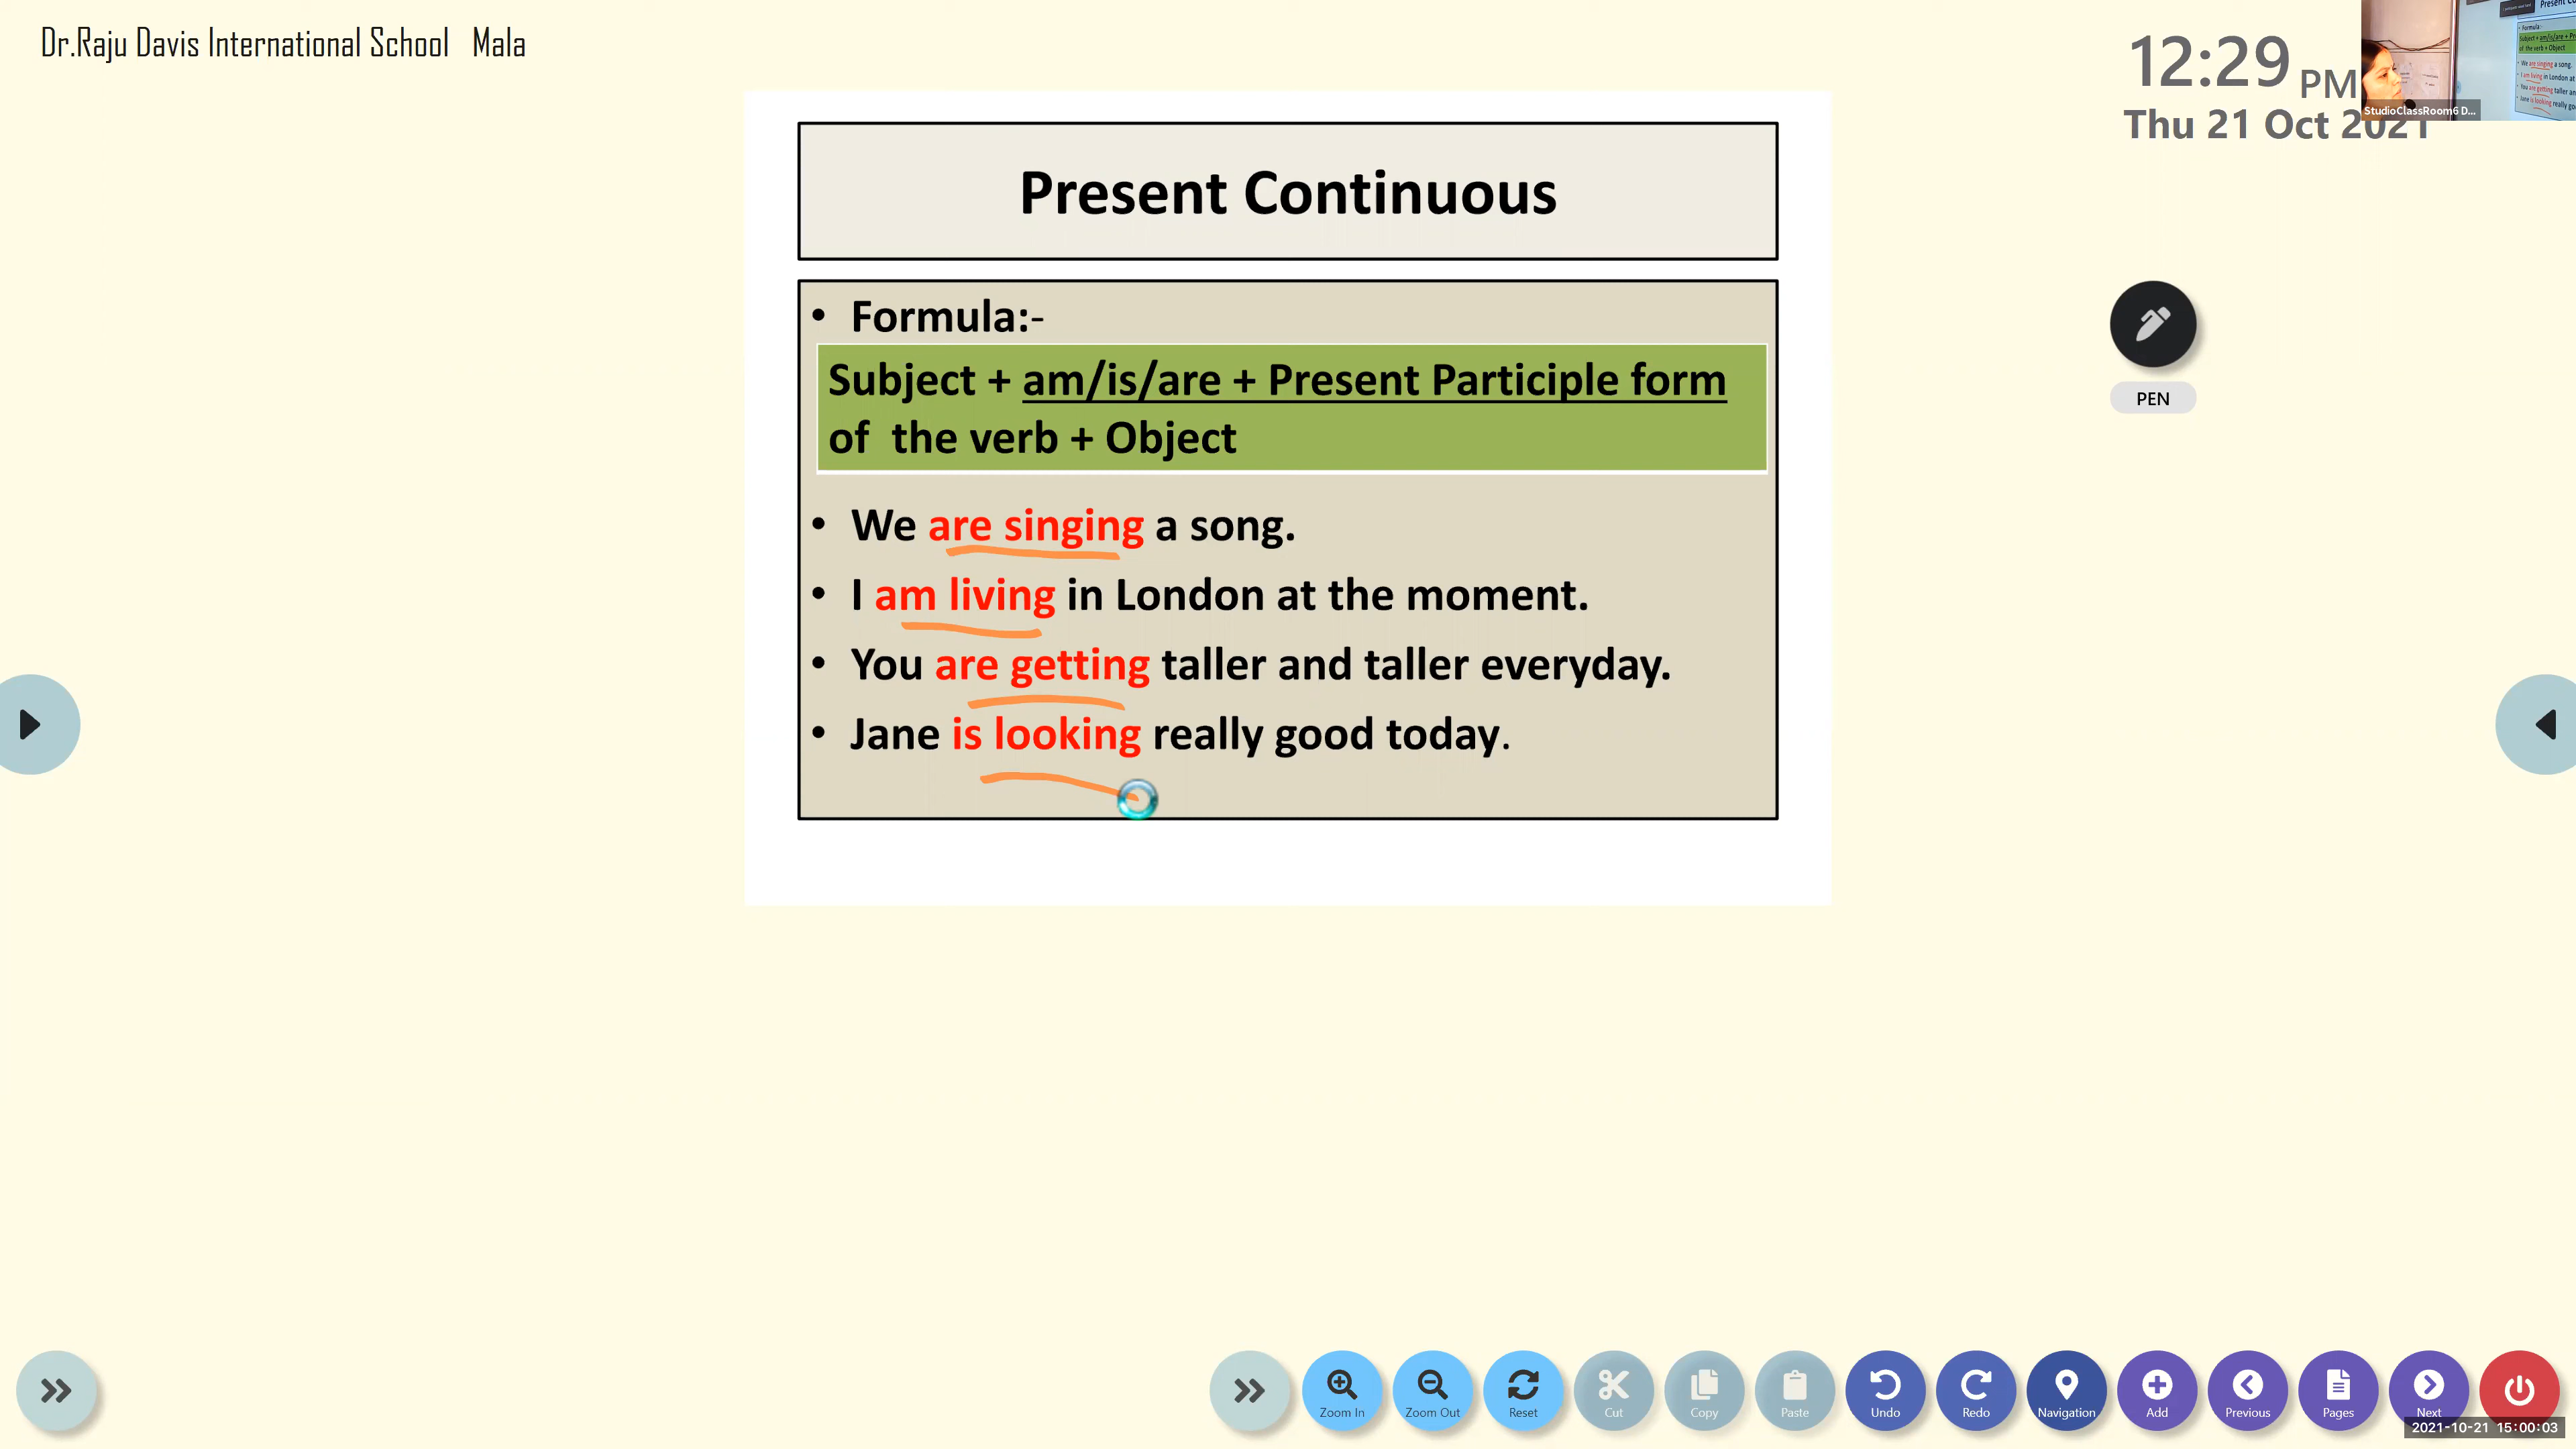 Dr.Raju Davis International School Mala
12:29 PM
Thu 21 Oct 2021
StudioClassRoom6 D...
Present Continuous
• Formula:-
Subject + am/is/are + Present Participle form
of the verb + Object
• We are singing a song.
• I am living in London at the moment.
• You are getting taller and taller everyday.
• Jane is looking really good today.
PEN
Zoom In
Zoom Out
Reset
Cut
Copy
Paste
Undo
Redo
Navigation
Add
Previous
Pages
Next
2021-10-21 15:00:03